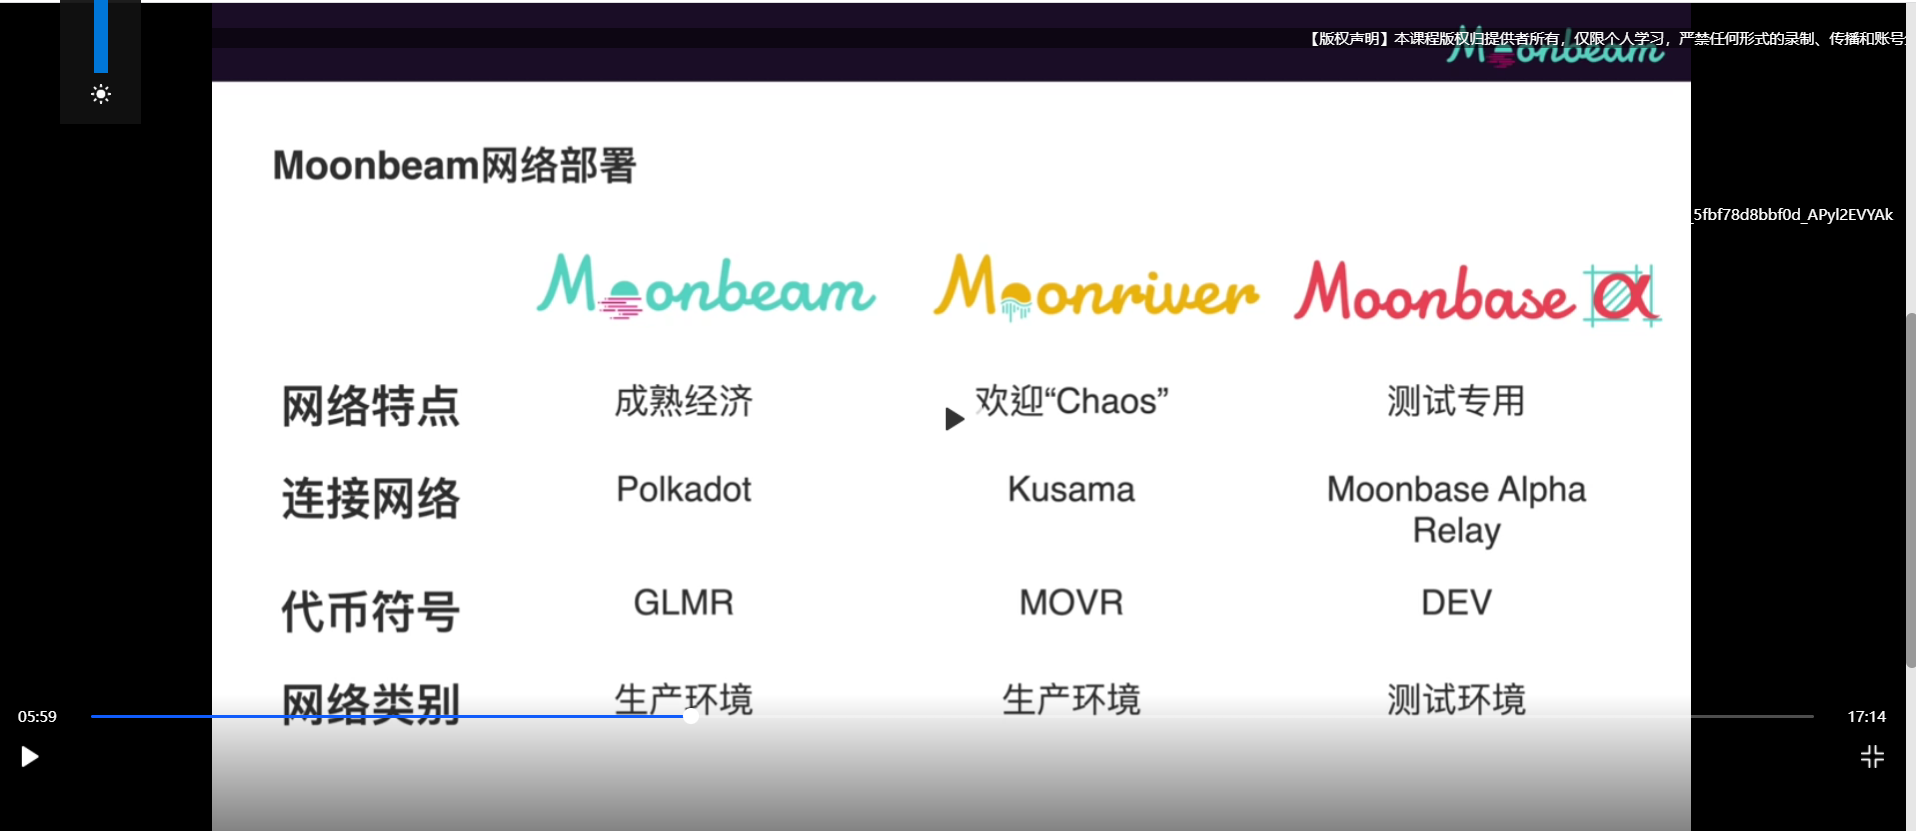 【版权声明】本课程版权归提供者所有，仅限个人学习，严禁任何形式的录制、传播和账号
Moonbeam
Moonbeam网络部署
_5fbf78d8bbf0d_APyl2EVYAk
Moonbeam Moonriver Moonbase α
网络特点 成熟经济 欢迎“Chaos” 测试专用
连接网络 Polkadot Kusama Moonbase Alpha
Relay
代币符号 GLMR MOVR DEV
网络类别 生产环境 生产环境 测试环境
05:59 17:14